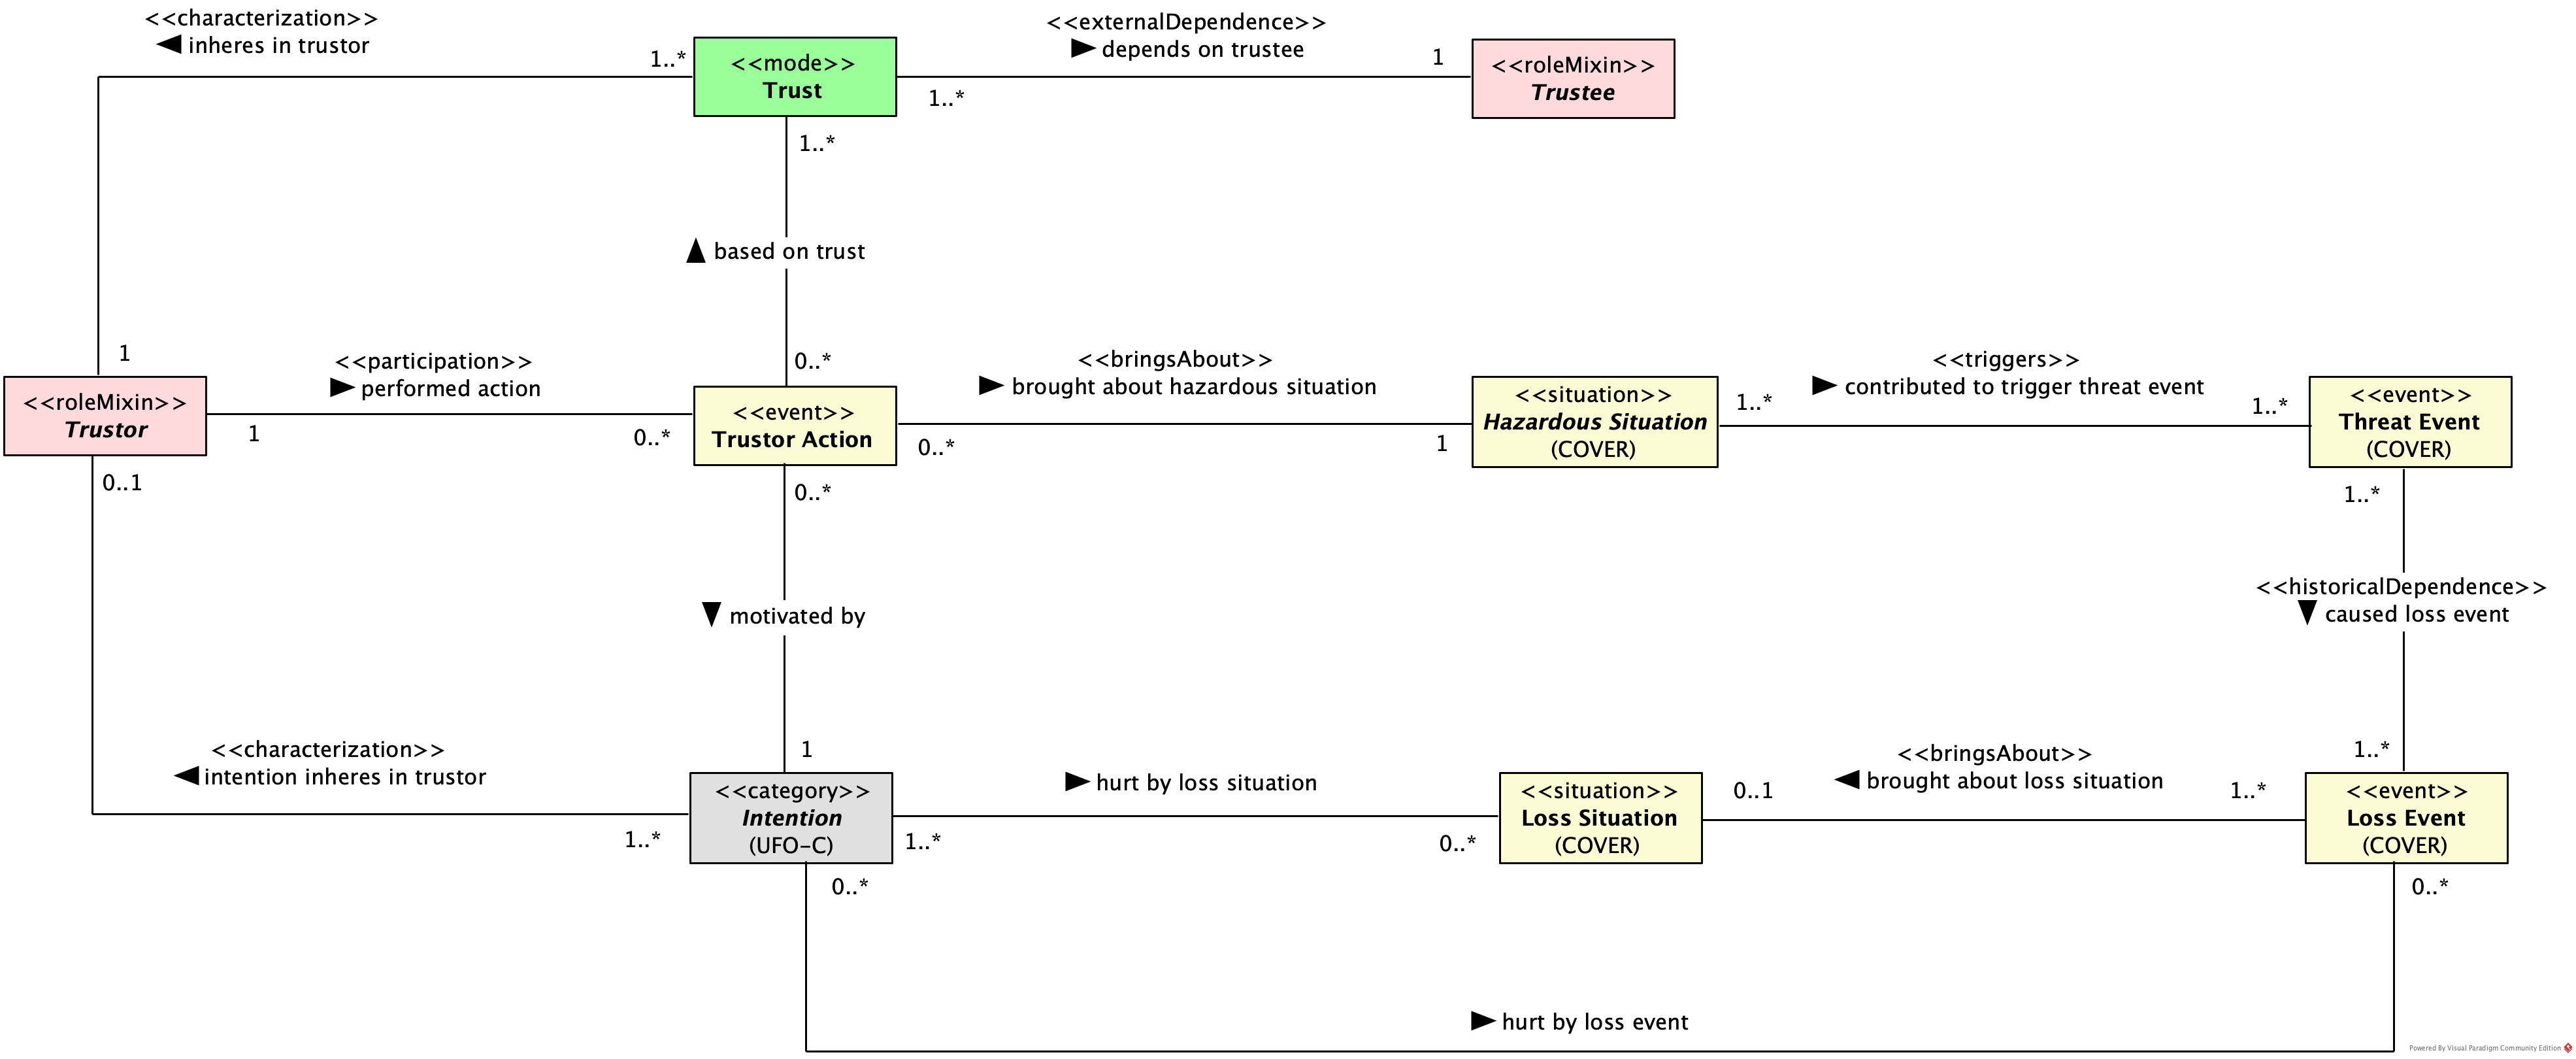 <<characterization>>
◀ inheres in trustor
1..*
<<mode>>
Trust
<<externalDependence>>
▶ depends on trustee
1
1..*
<<roleMixin>>
Trustee
1..*
▲ based on trust
0..*
1
<<roleMixin>>
Trustor
<<participation>>
▶ performed action
1
0..*
<<event>>
Trustor Action
<<bringsAbout>>
▶ brought about hazardous situation
0..*
1
<<situation>>
Hazardous Situation
(COVER)
<<triggers>>
▶ contributed to trigger threat event
1..*
1..*
<<event>>
Threat Event
(COVER)
0..1
0..*
1..*
▼ motivated by
<<historicalDependence>>
▼ caused loss event
1
1..*
<<characterization>>
◀ intention inheres in trustor
1..*
<<category>>
Intention
(UFO-C)
▶ hurt by loss situation
1..*
0..*
<<situation>>
Loss Situation
(COVER)
<<bringsAbout>>
◀ brought about loss situation
0..1
1..*
<<event>>
Loss Event
(COVER)
0..*
0..*
▶ hurt by loss event
Powered By Visual Paradigm Community Edition